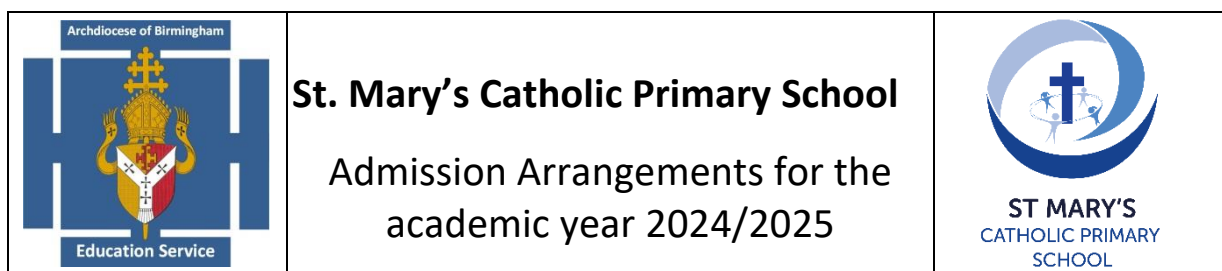 Archdiocese of Birmingham
Education Service
St. Mary’s Catholic Primary School
Admission Arrangements for the
academic year 2024/2025
ST MARY'S
CATHOLIC PRIMARY
SCHOOL